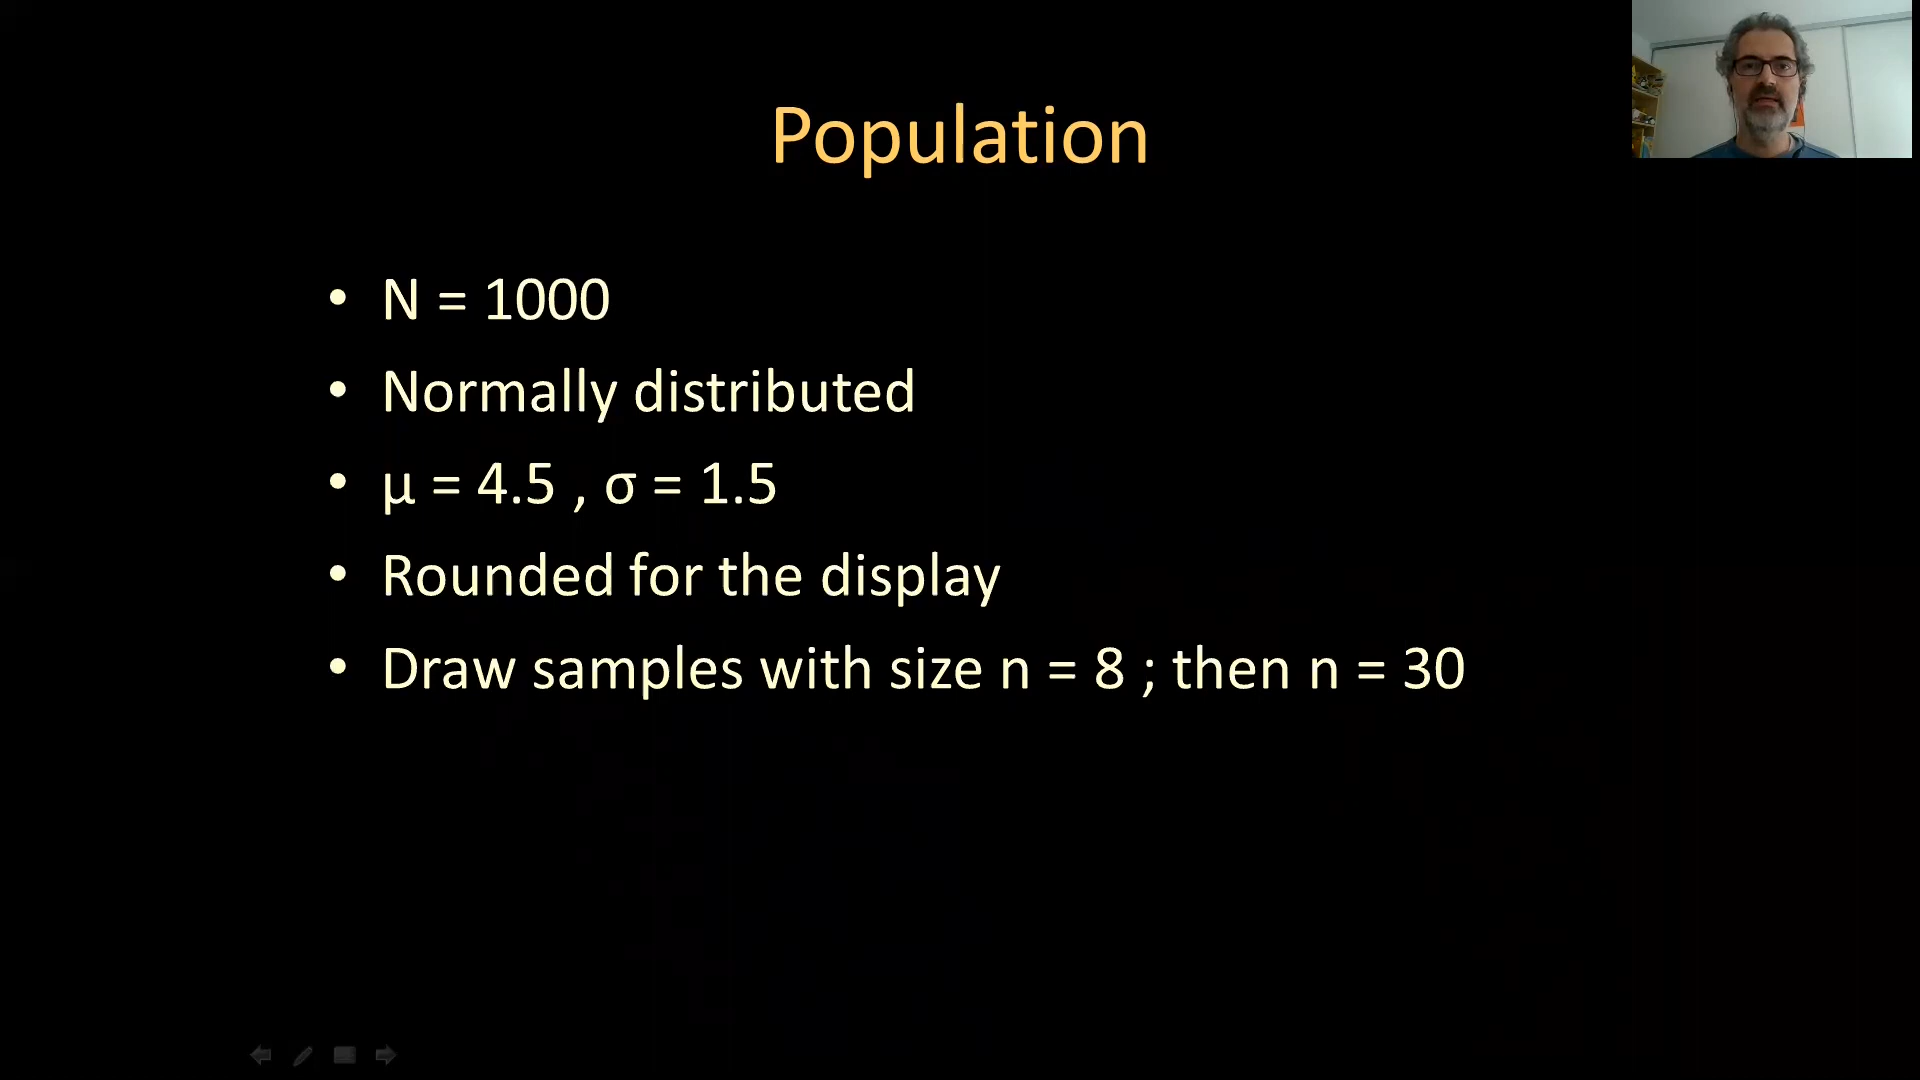 Population
• N = 1000
• Normally distributed
• μ = 4.5 , σ = 1.5
• Rounded for the display
• Draw samples with size n = 8 ; then n = 30